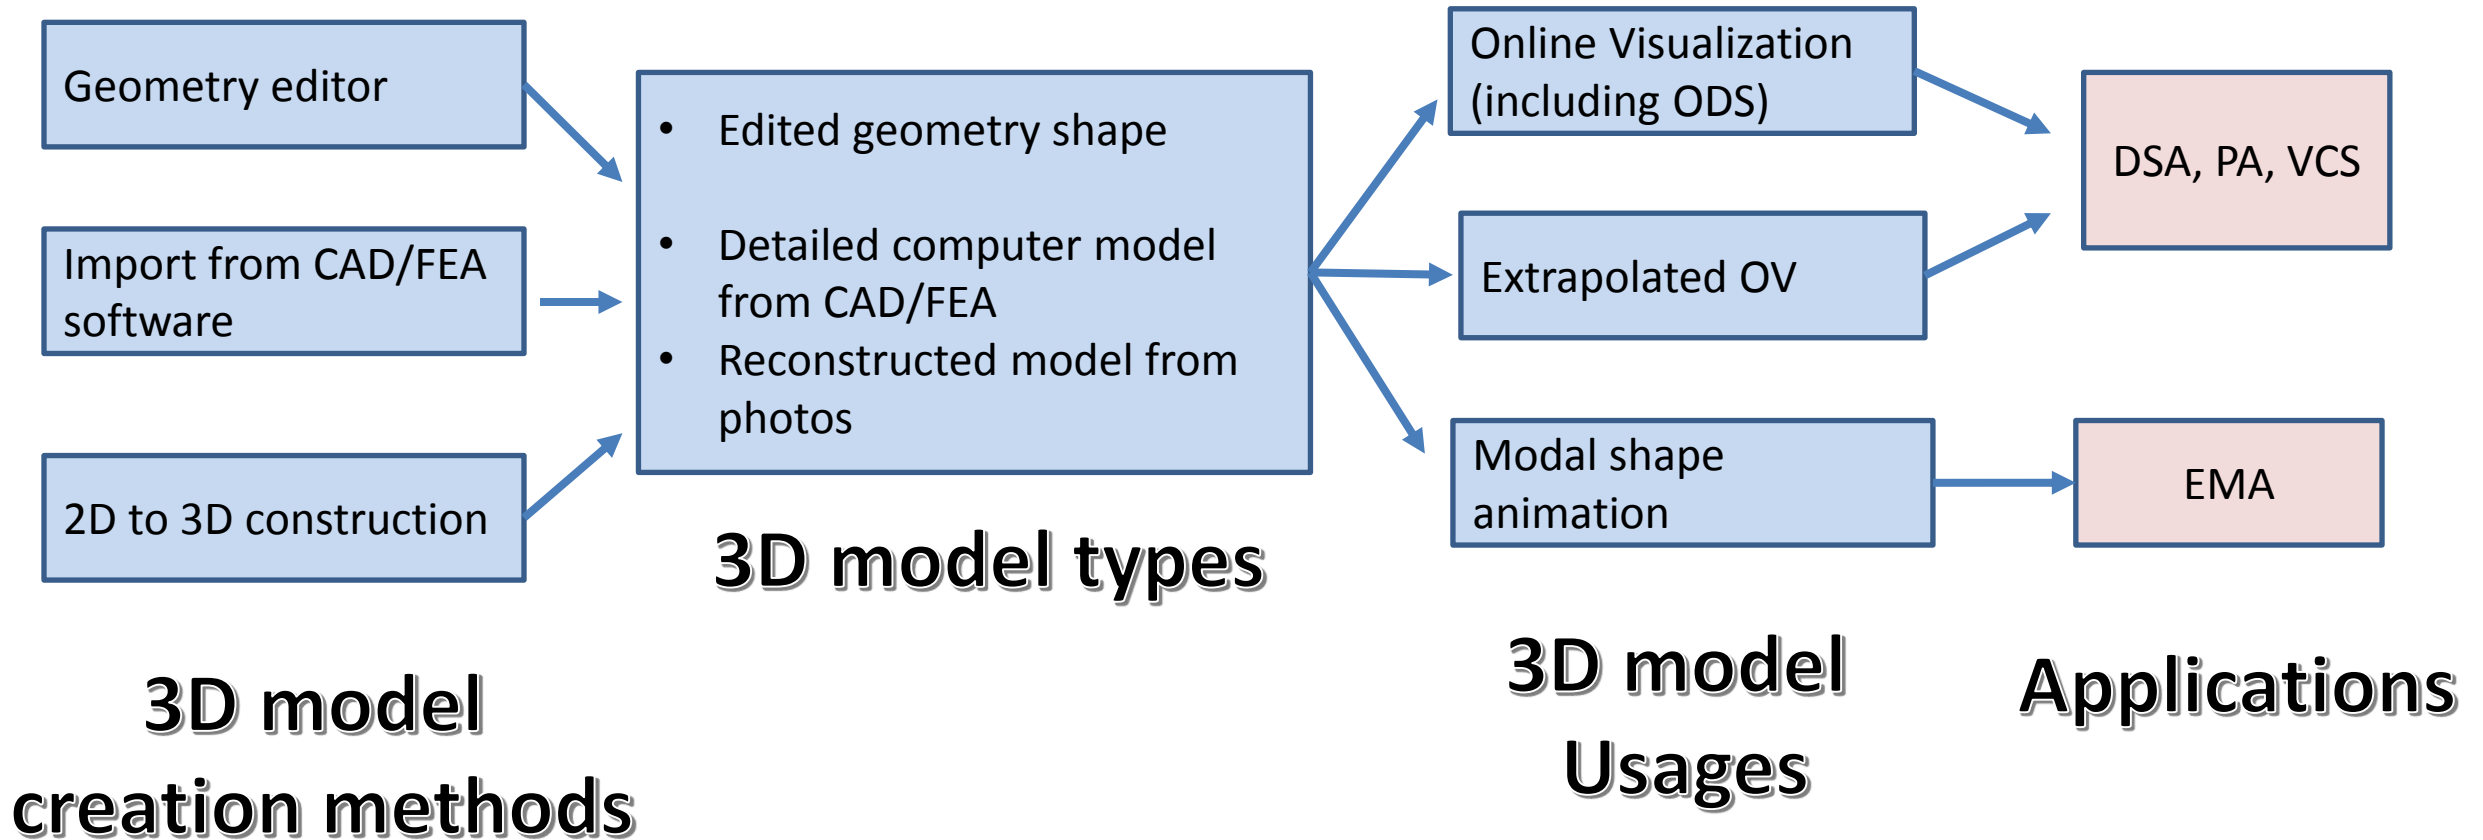 Geometry editor
Import from CAD/FEA
software
2D to 3D construction
3D model
creation methods
• Edited geometry shape
• Detailed computer model
from CAD/FEA
• Reconstructed model from
photos
3D model types
Online Visualization
(including ODS)
Extrapolated OV
Modal shape
animation
3D model
Usages
DSA, PA, VCS
EMA
Applications